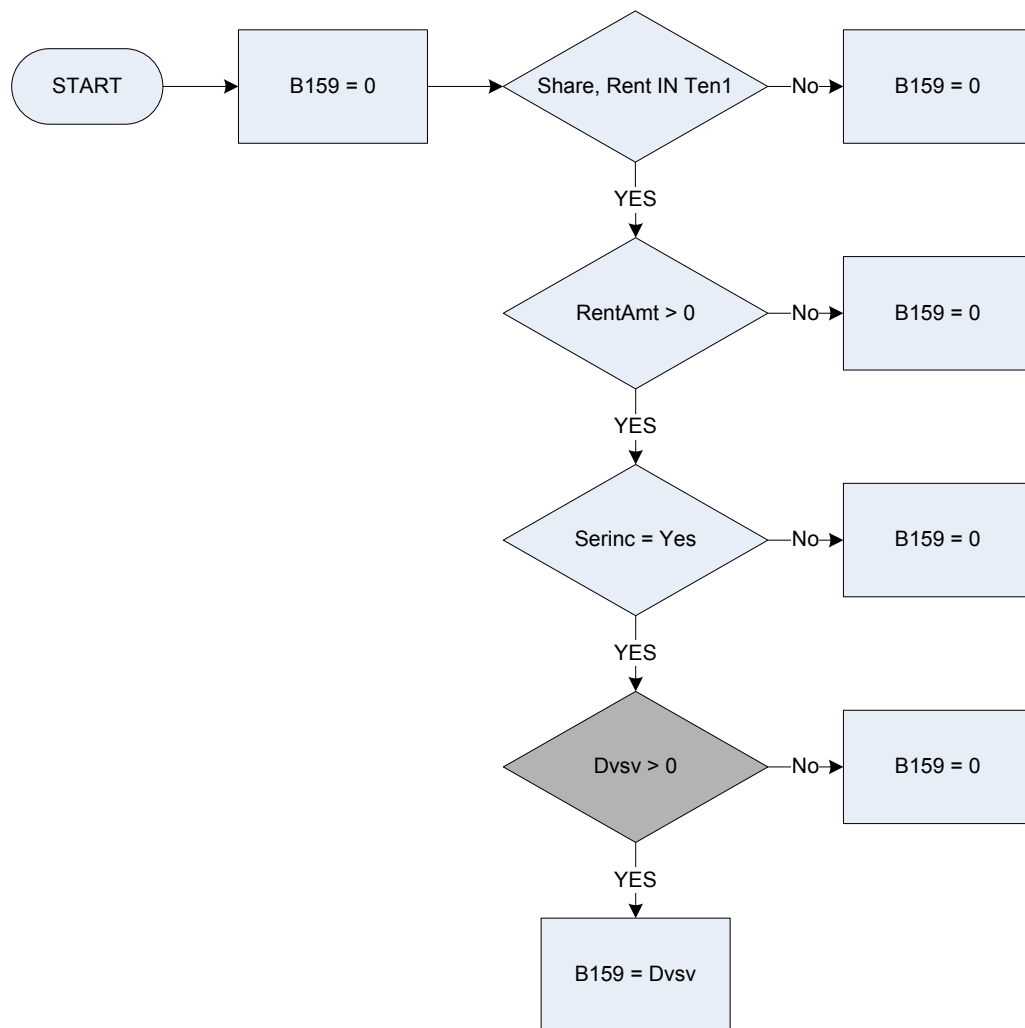 START
B159 = 0
Share, Rent IN Ten1
No
B159 = 0
YES
RentAmt > 0
No
B159 = 0
YES
Serinc = Yes
No
B159 = 0
YES
Dvsv > 0
No
B159 = 0
YES
B159 = Dvsv